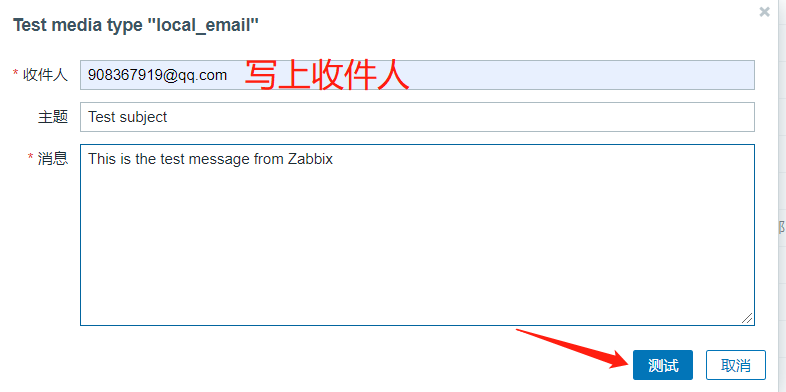 Test media type "local_email"
* 收件人 908367919@qq.com 写上收件人
主题 Test subject
* 消息 This is the test message from Zabbix
测试 取消